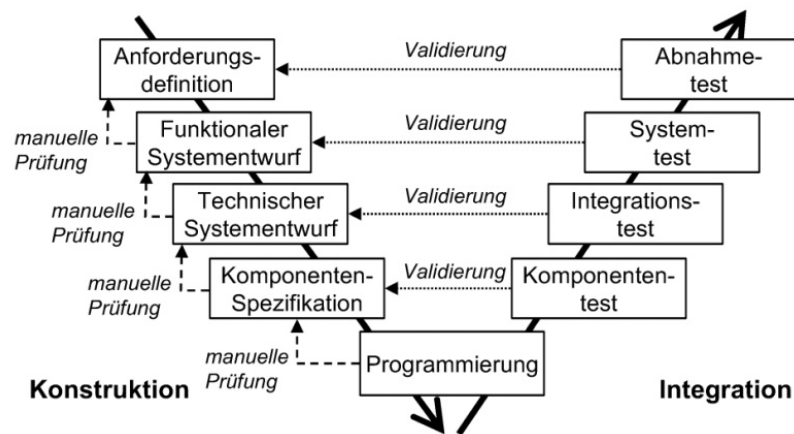 Anforderungs-
definition
Validierung
Abnahme-
test
manuelle
Prüfung
Funktionaler
Systementwurf
Validierung
System-
test
manuelle
Prüfung
Technischer
Systementwurf
Validierung
Integrations-
test
manuelle
Prüfung
Komponenten-
Spezifikation
Validierung
Komponenten-
test
manuelle
Prüfung
Programmierung
Konstruktion
Integration